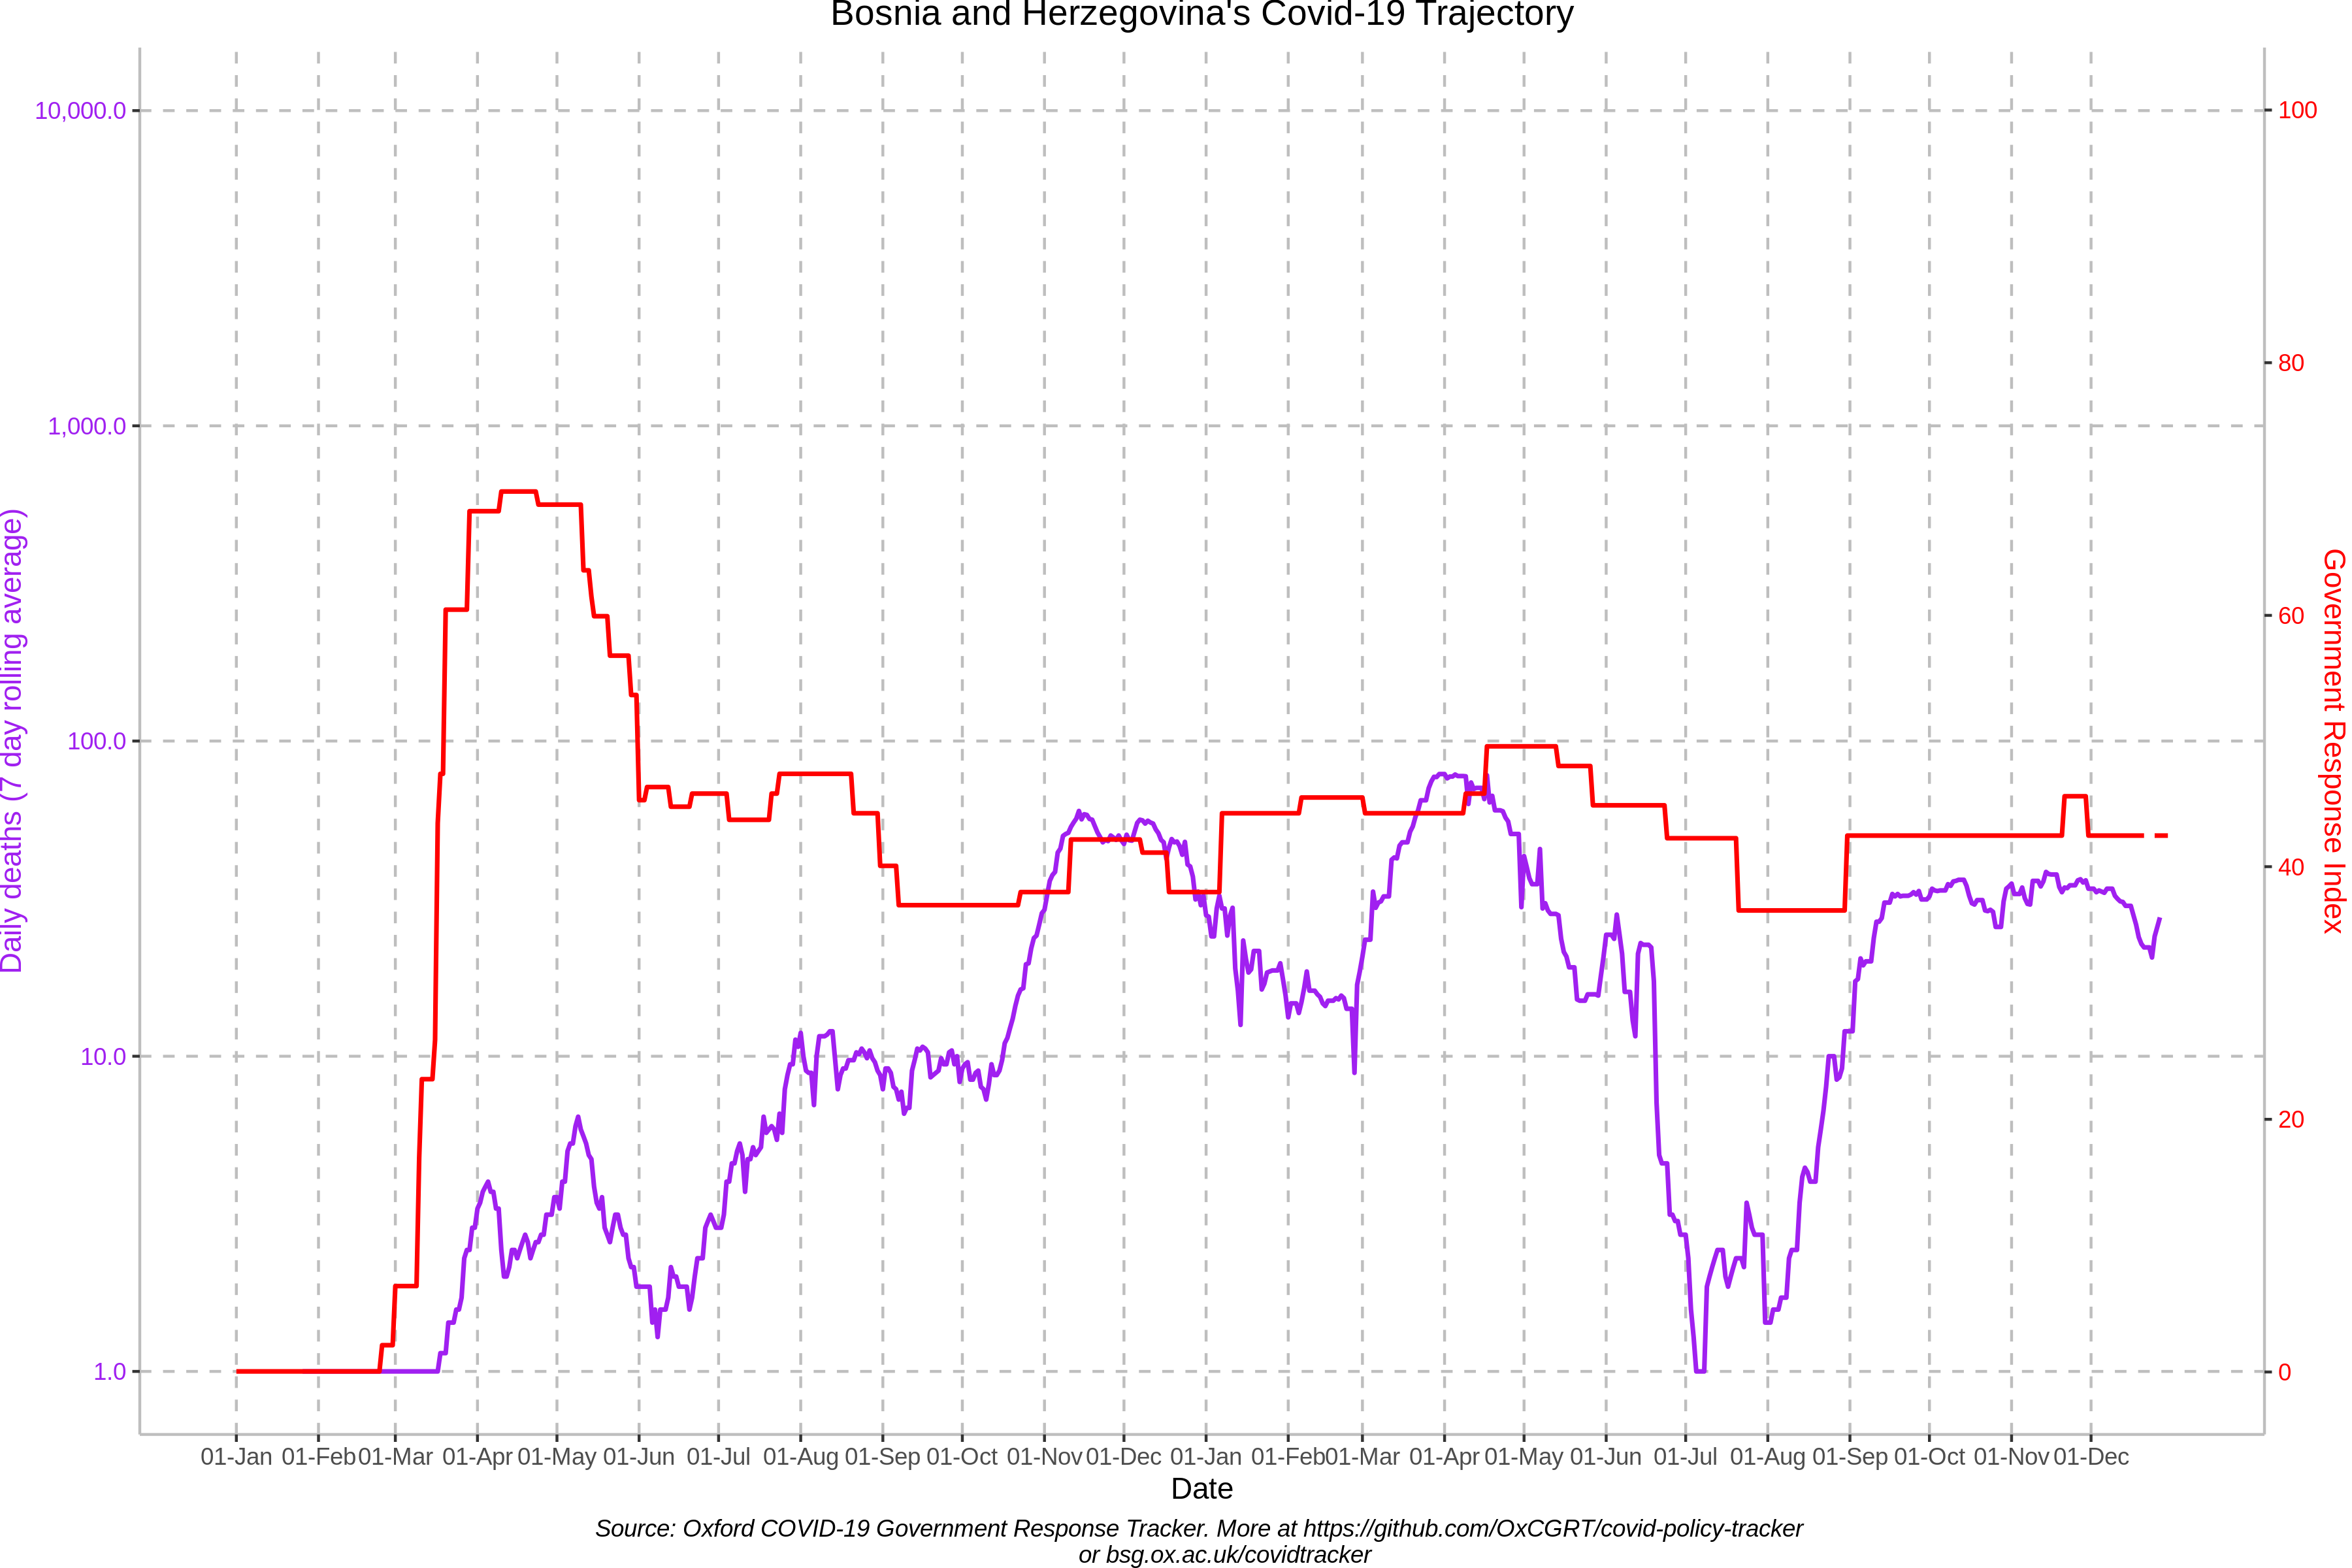 Bosnia and Herzegovina's Covid-19 Trajectory
10,000.0
1,000.0
100.0
10.0
1.0
Daily deaths (7 day rolling average)
100
80
60
40
20
0
Government Response Index
01-Jan 01-Feb 01-Mar 01-Apr 01-May 01-Jun 01-Jul 01-Aug 01-Sep 01-Oct 01-Nov 01-Dec 01-Jan 01-Feb 01-Mar 01-Apr 01-May 01-Jun 01-Jul 01-Aug 01-Sep 01-Oct 01-Nov 01-Dec
Date
Source: Oxford COVID-19 Government Response Tracker. More at https://github.com/OxCGRT/covid-policy-tracker
or bsg.ox.ac.uk/covidtracker